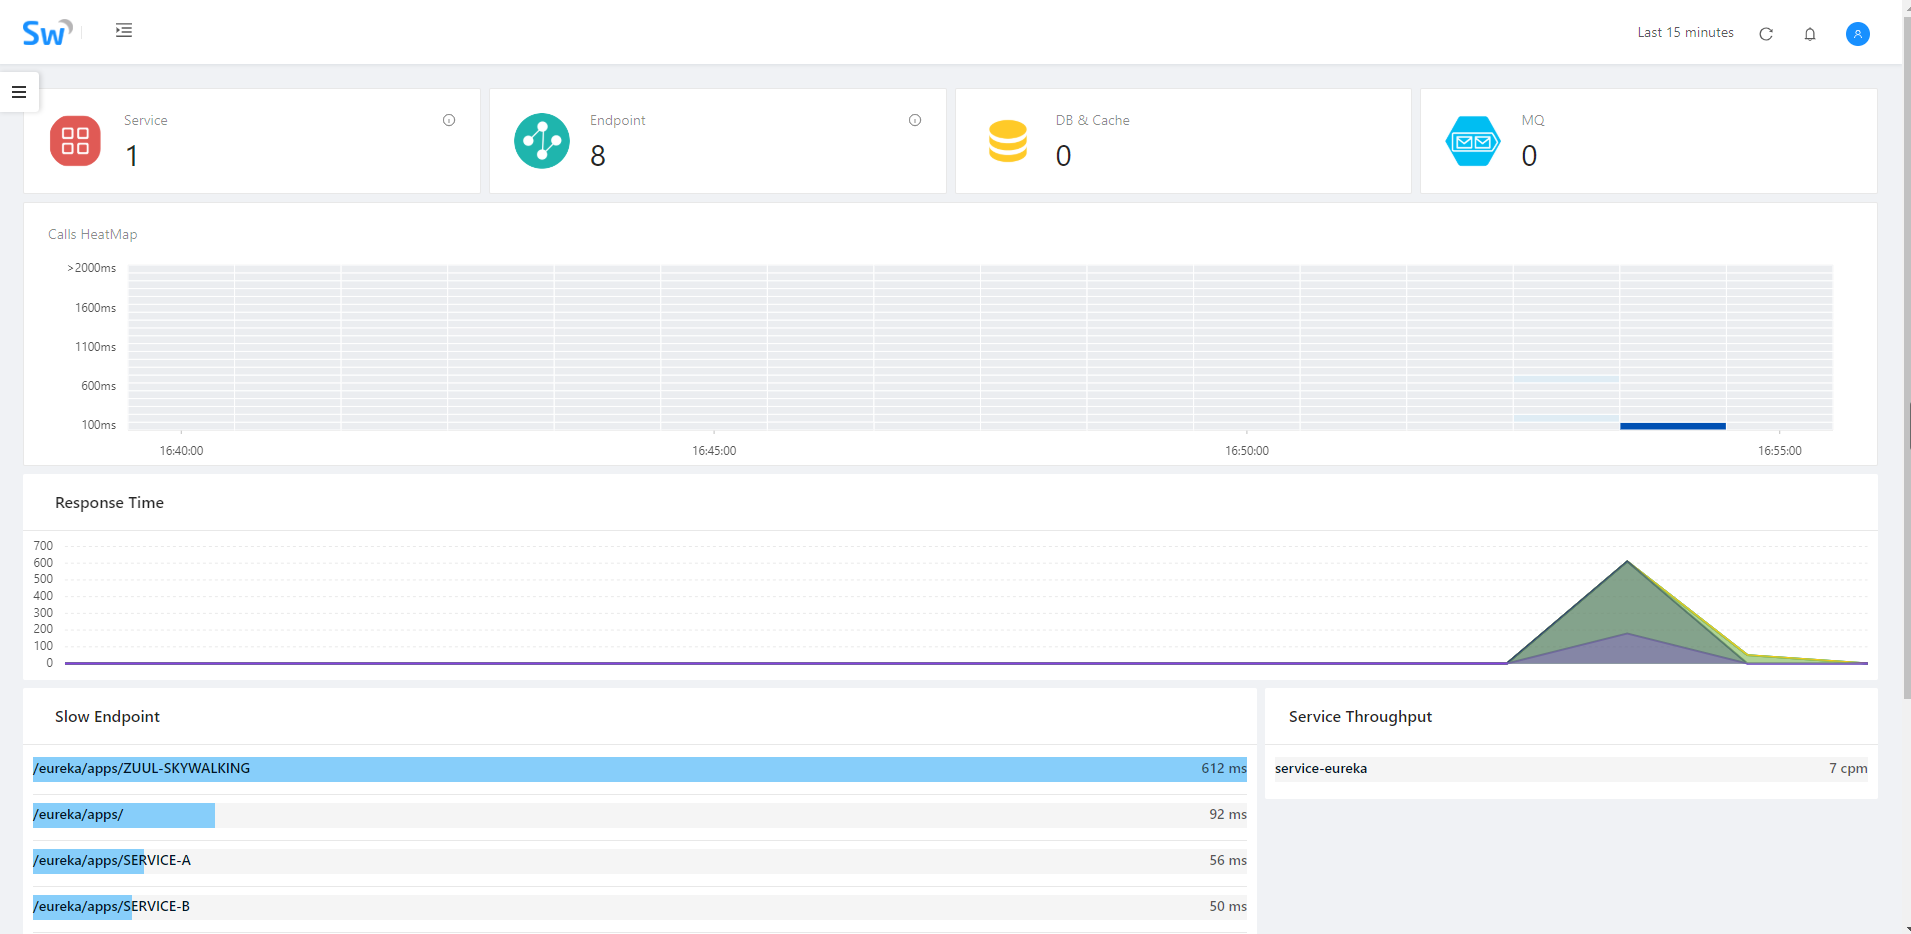 Sw
Last 15 minutes
Service
1
Endpoint
8
DB & Cache
0
MQ
0
Calls HeatMap
>2000ms
1600ms
1100ms
600ms
100ms
16:40:00 16:45:00 16:50:00 16:55:00
Response Time
700
600
500
400
300
200
100
0
Slow Endpoint
/eureka/apps/ZUUL-SKYWALKING 612 ms
/eureka/apps/ 92 ms
/eureka/apps/SERVICE-A 56 ms
/eureka/apps/SERVICE-B 50 ms
Service Throughput
service-eureka 7 cpm